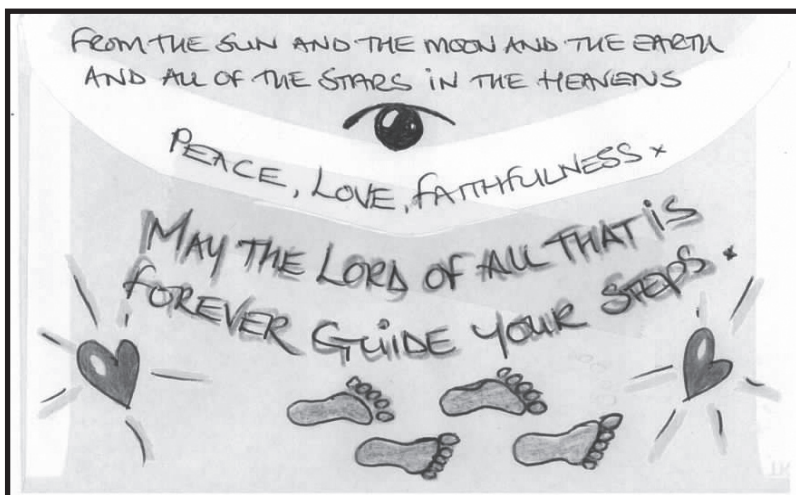 FROM THE SUN AND THE MOON AND THE EARTH
AND ALL OF THE STARS IN THE HEAVENS
PEACE, LOVE, FAITHFULNESS x
MAY THE LORD OF ALL THAT IS
FOREVER GUIDE YOUR STEPS. x